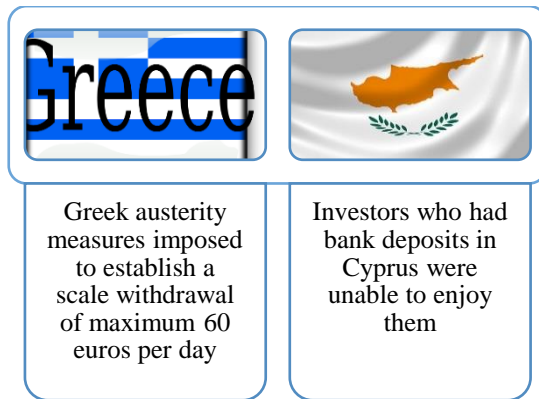 Greece
Greek austerity
measures imposed
to establish a
scale withdrawal
of maximum 60
euros per day
Investors who had
bank deposits in
Cyprus were
unable to enjoy
them